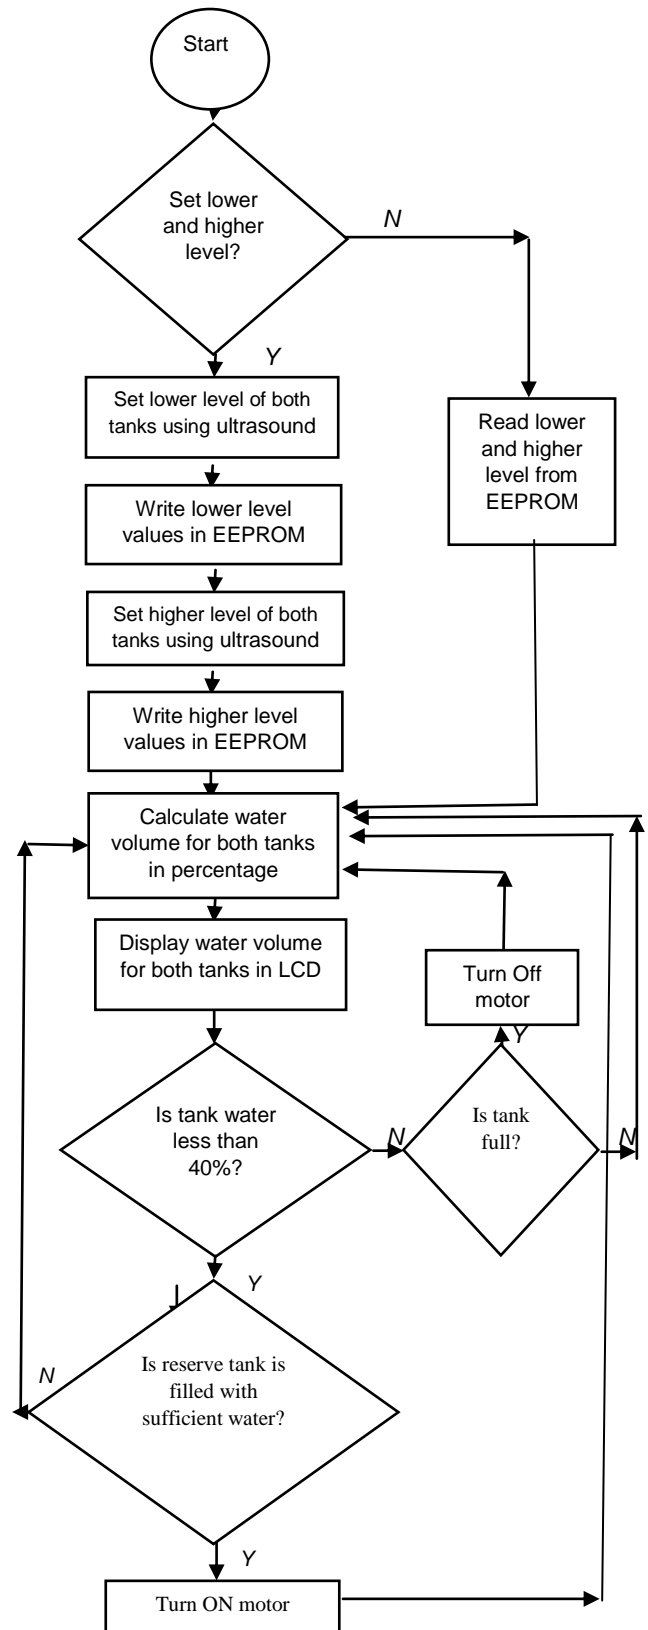 Start
Set lower
and higher
level?
N
Y
Set lower level of both
tanks using ultrasound
Read lower
and higher
level from
EEPROM
Write lower level
values in EEPROM
Set higher level of both
tanks using ultrasound
Write higher level
values in EEPROM
Calculate water
volume for both tanks
in percentage
Display water volume
for both tanks in LCD
Turn Off
motor
Y
Is tank water
less than
40%?
N
Is tank
full?
N
Y
Is reserve tank is
filled with
sufficient water?
N
Y
Turn ON motor